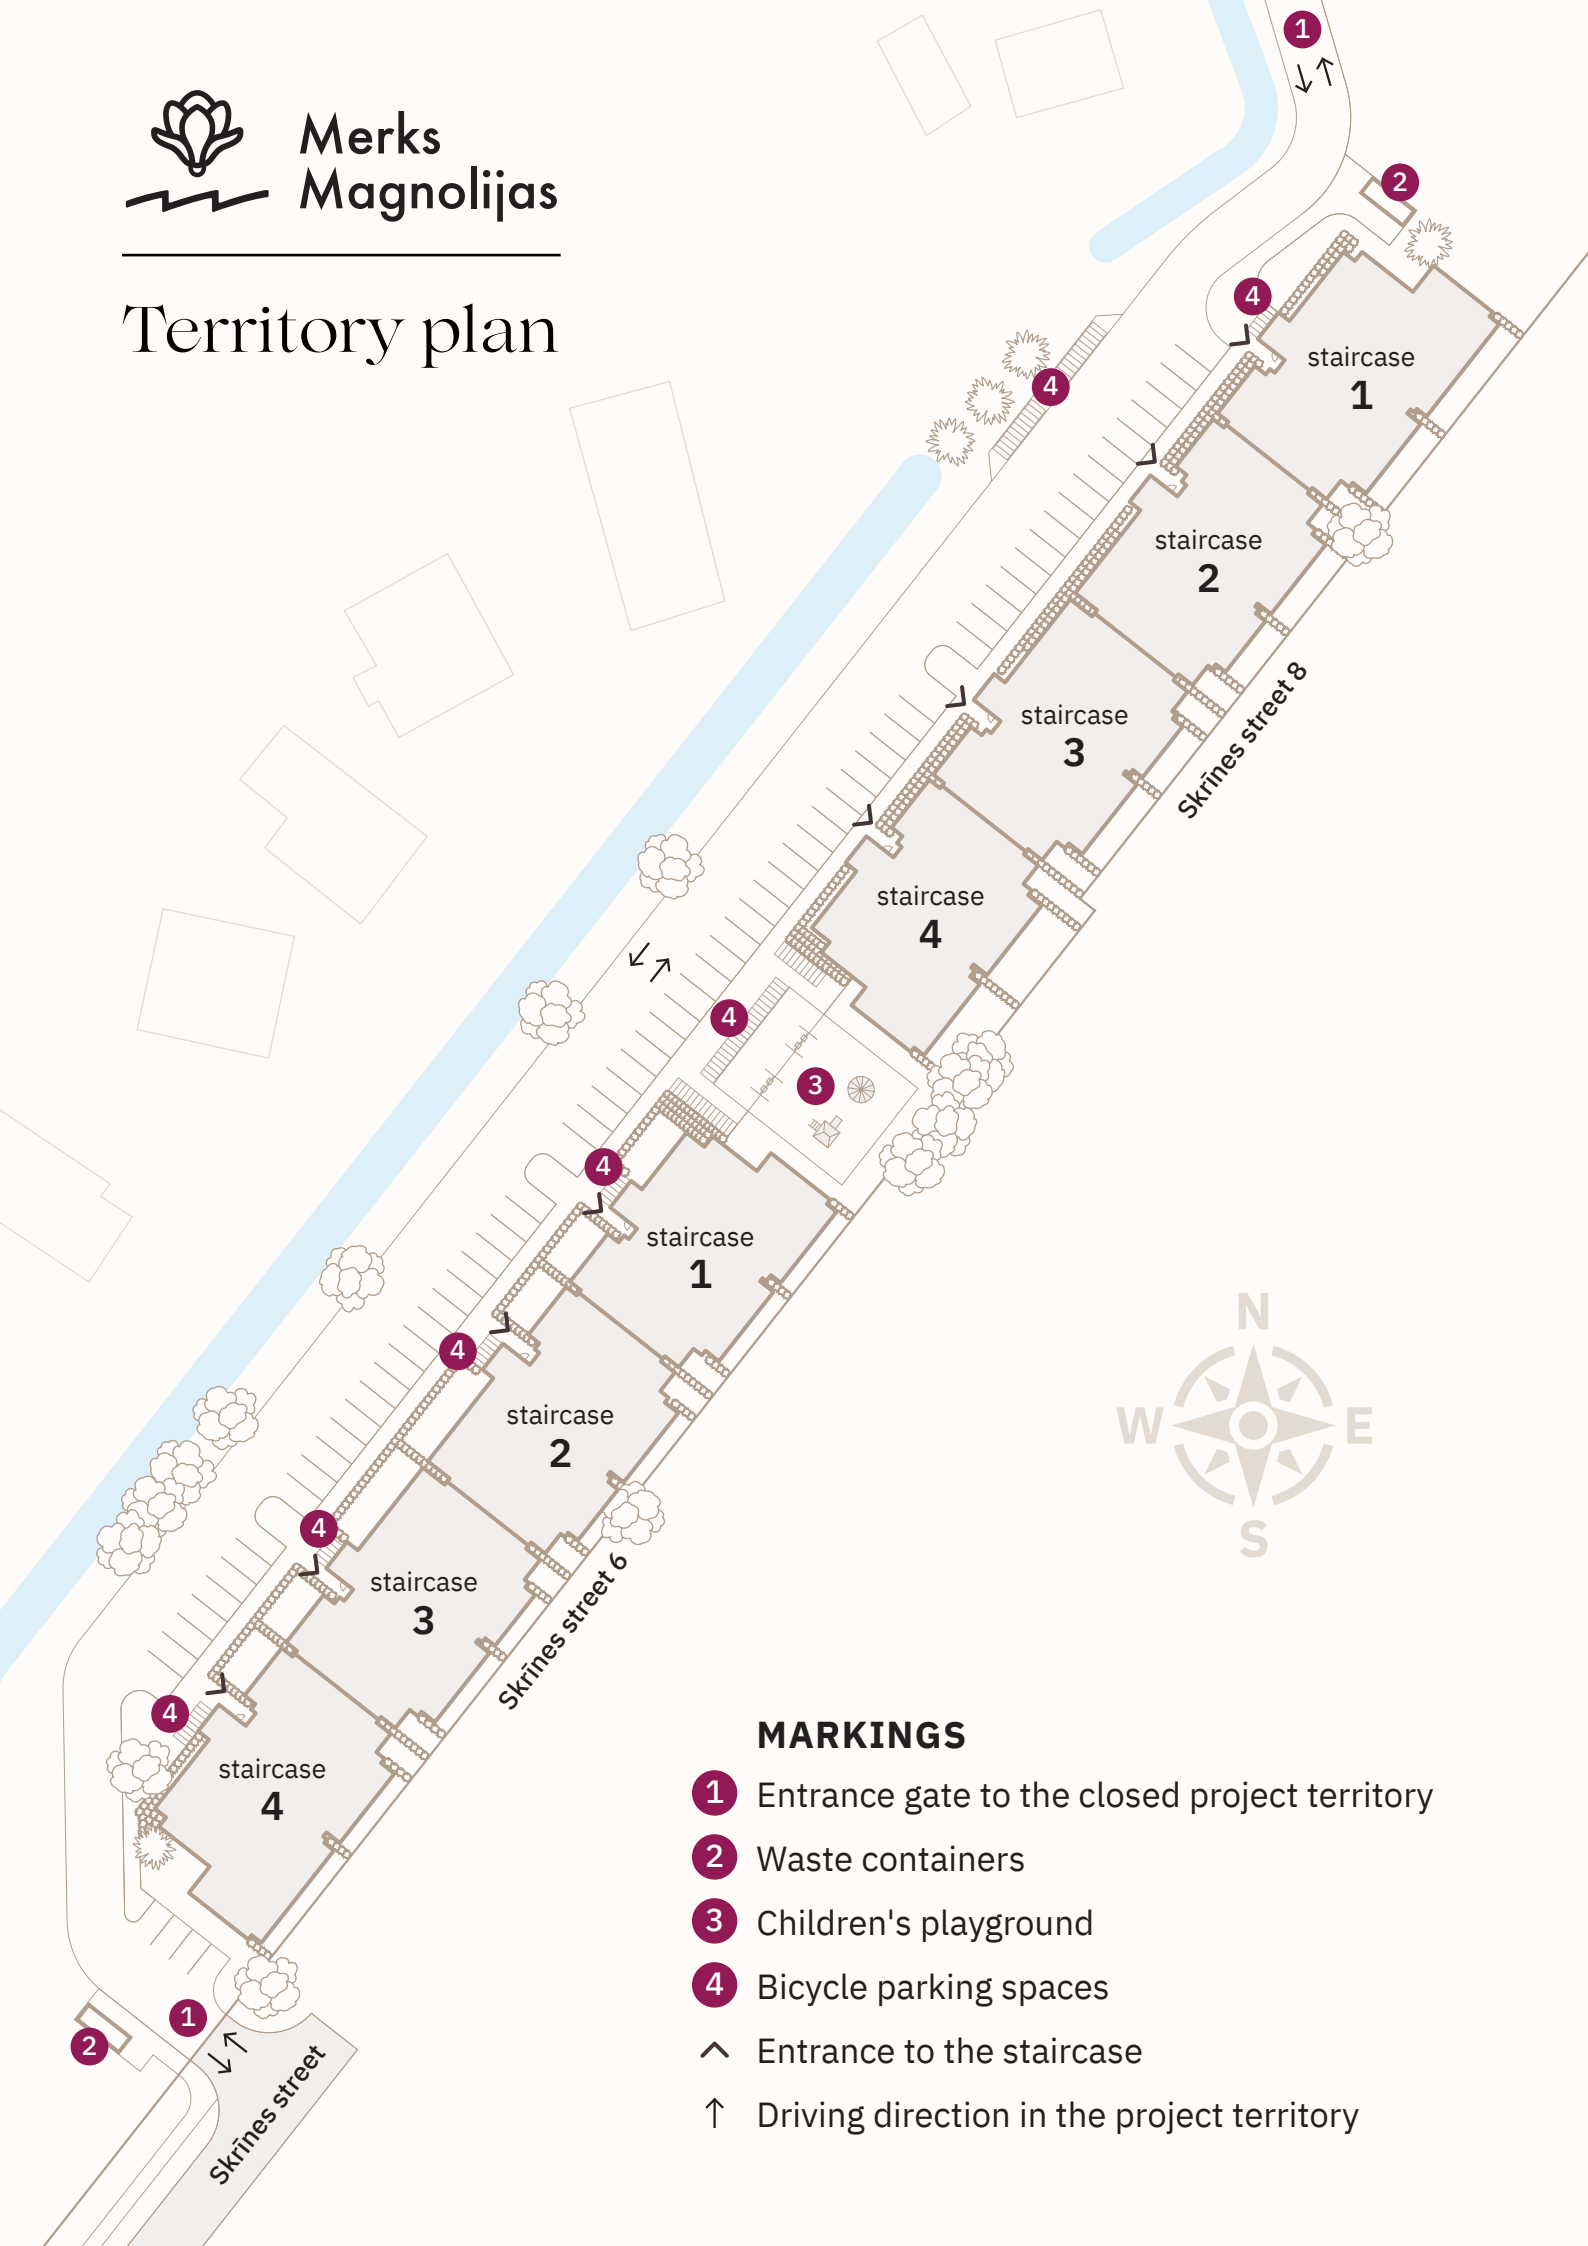 Merks
Magnolijas
Territory plan
1
2
4
4
staircase
1
staircase
2
staircase
3
staircase
4
Skrīnes street 8
4
3
4
staircase
1
4
staircase
2
4
staircase
3
Skrīnes street 6
4
staircase
4
1
2
Skrīnes street
N
W
E
S
MARKINGS
1 Entrance gate to the closed project territory
2 Waste containers
3 Children's playground
4 Bicycle parking spaces
Entrance to the staircase
Driving direction in the project territory